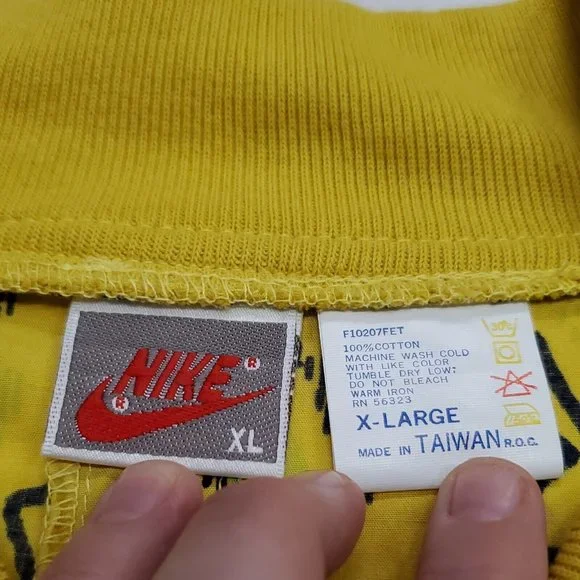 NIKE®
®
XL
F10207FET
100%COTTON
MACHINE WASH COLD
WITH LIKE COLOR
TUMBLE DRY LOW:
DO NOT BLEACH
WARM IRON
RN 56323
X-LARGE
MADE IN TAIWAN R.O.C.
30°